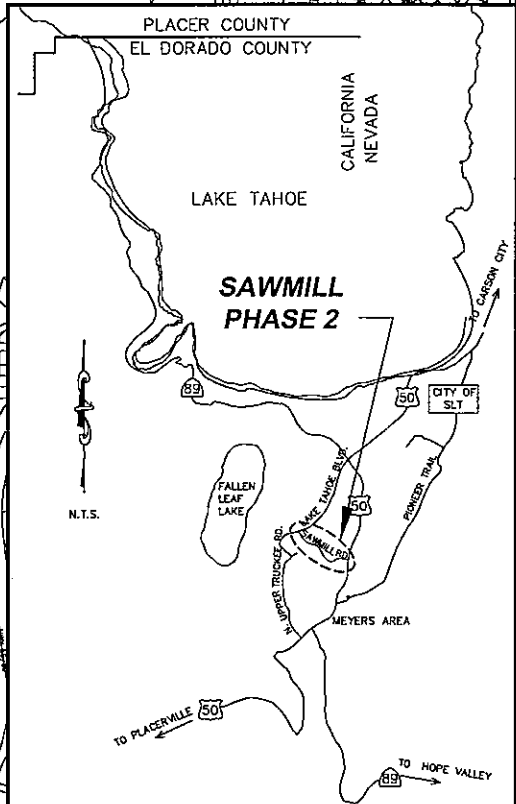 PLACER COUNTY
EL DORADO COUNTY
CALIFORNIA
NEVADA
LAKE TAHOE
SAWMILL
PHASE 2
TO CARSON CITY
89
50
CITY OF
SLT
N.T.S.
FALLEN
LEAF
LAKE
LAKE TAHOE BLVD.
50
PIONEER TRAIL
SAWMILL RD.
N. UPPER TRUCKEE RD.
MEYERS AREA
TO PLACERVILLE
50
TO HOPE VALLEY
89